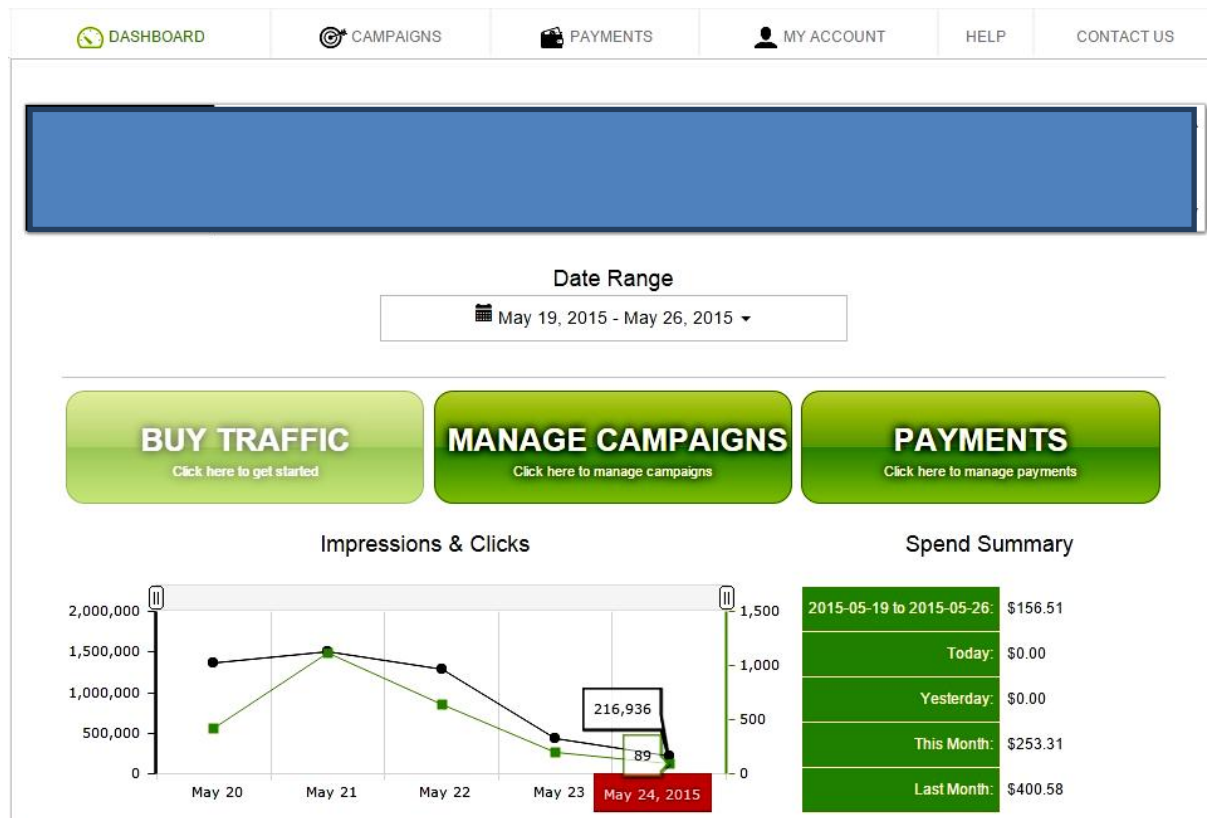 DASHBOARD CAMPAIGNS PAYMENTS MY ACCOUNT HELP CONTACT US
Date Range
May 19, 2015 - May 26, 2015
BUY TRAFFIC
Click here to get started
MANAGE CAMPAIGNS
Click here to manage campaigns
PAYMENTS
Click here to manage payments
Impressions & Clicks
2,000,000
1,500,000
1,000,000
500,000
0
1,500
1,000
500
0
216,936
89
May 20 May 21 May 22 May 23 May 24, 2015
Spend Summary
2015-05-19 to 2015-05-26: $156.51
Today: $0.00
Yesterday: $0.00
This Month: $253.31
Last Month: $400.58